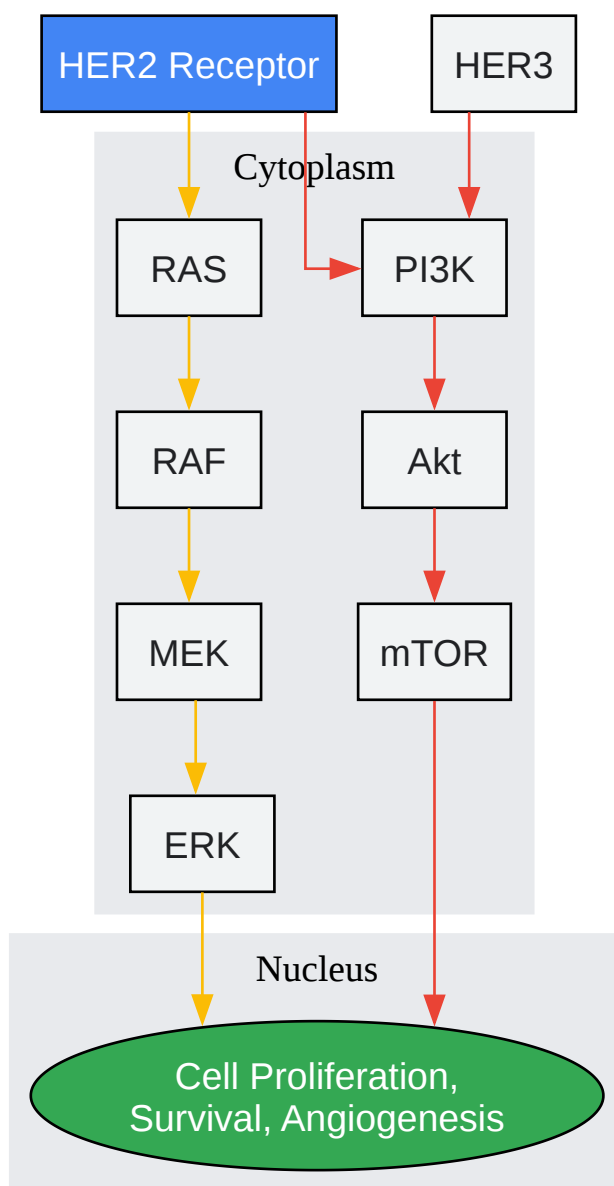 HER2 Receptor
HER3
Cytoplasm
RAS
PI3K
RAF
Akt
MEK
mTOR
ERK
Nucleus
Cell Proliferation,
Survival, Angiogenesis